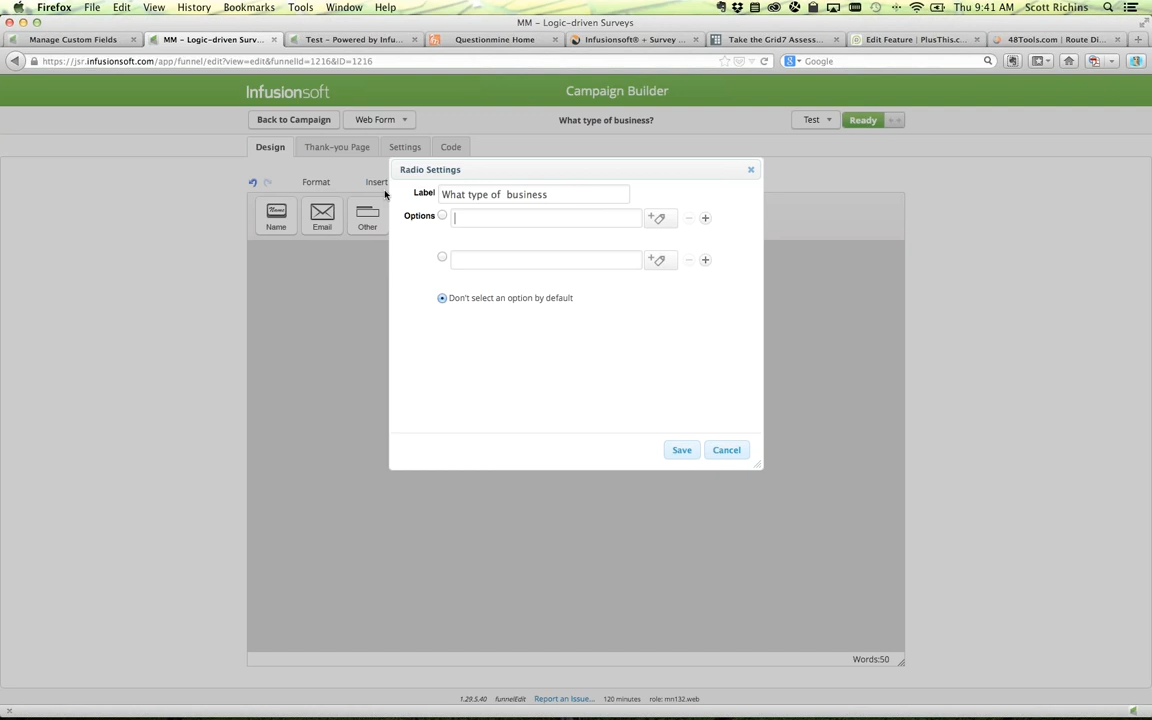 Firefox File Edit View History Bookmarks Tools Window Help Thu 9:41 AM Scott Richins
MM – Logic-driven Surveys
Manage Custom Fields MM – Logic-driven Surv... Test – Powered by Infu... Questionmine Home Infusionsoft® + Survey ... Take the Grid7 Assess... Edit Feature | PlusThis.c... 48Tools.com | Route Di...
https://jsr.infusionsoft.com/app/funnel/edit?view=edit&funnelId=1216&ID=1216 Google
Infusionsoft Campaign Builder
Back to Campaign Web Form What type of business? Test Ready
Design Thank-you Page Settings Code
Radio Settings
Format Insert
Label What type of  business
Options
Name Email Other
Name
Don't select an option by default
Save Cancel
Words:50
1.29.5.40 funnelEdit Report an Issue... 120 minutes role: mn132.web